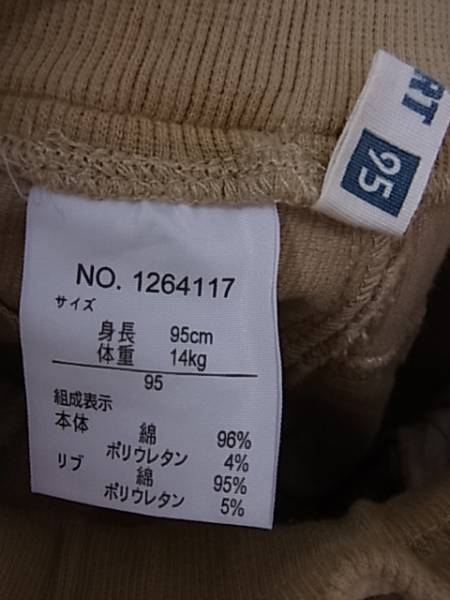 RT
95
NO. 1264117
サイズ
身長 95cm
体重 14kg
95
組成表示
本体 綿 96%
ポリウレタン 4%
リブ 綿 95%
ポリウレタン 5%